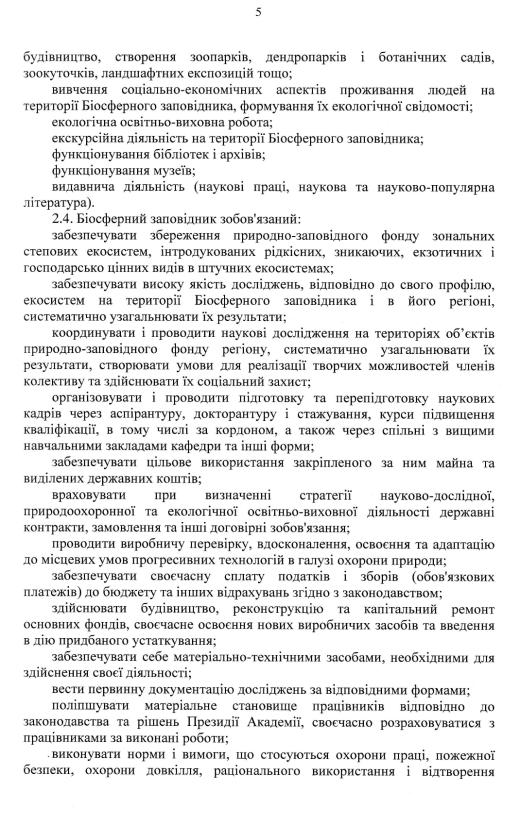 5
будівництво, створення зоопарків, дендропарків і ботанічних садів,
зоокуточків, ландшафтних експозицій тощо;
вивчення соціально-економічних аспектів проживання людей на
території Біосферного заповідника, формування їх екологічної свідомості;
екологічна освітньо-виховна робота;
екскурсійна діяльність на території Біосферного заповідника;
функціонування бібліотек і архівів;
функціонування музеїв;
видавнича діяльність (наукові праці, наукова та науково-популярна
література).
2.4. Біосферний заповідник зобов'язаний:
забезпечувати збереження природно-заповідного фонду зональних
степових екосистем, інтродукованих рідкісних, зникаючих, екзотичних і
господарсько цінних видів в штучних екосистемах;
забезпечувати високу якість досліджень, відповідно до свого профілю,
екосистем на території Біосферного заповідника і в його регіоні,
систематично узагальнювати їх результати;
координувати і проводити наукові дослідження на територіях об’єктів
природно-заповідного фонду регіону, систематично узагальнювати їх
результати, створювати умови для реалізації творчих можливостей членів
колективу та здійснювати їх соціальний захист;
організовувати і проводити підготовку та перепідготовку наукових
кадрів через аспірантуру, докторантуру і стажування, курси підвищення
кваліфікації, в тому числі за кордоном, а також через спільні з вищими
навчальними закладами кафедри та інші форми;
забезпечувати цільове використання закріпленого за ним майна та
виділених державних коштів;
враховувати при визначенні стратегії науково-дослідної,
природоохоронної та екологічної освітньо-виховної діяльності державні
контракти, замовлення та інші договірні зобов'язання;
проводити виробничу перевірку, вдосконалення, освоєння та адаптацію
до місцевих умов прогресивних технологій в галузі охорони природи;
забезпечувати своєчасну сплату податків і зборів (обов'язкових
платежів) до бюджету та інших відрахувань згідно з законодавством;
здійснювати будівництво, реконструкцію та капітальний ремонт
основних фондів, своєчасне освоєння нових виробничих засобів та введення
в дію придбаного устаткування;
забезпечувати себе матеріально-технічними засобами, необхідними для
здійснення своєї діяльності;
вести первинну документацію досліджень за відповідними формами;
поліпшувати матеріальне становище працівників відповідно до
законодавства та рішень Президії Академії, своєчасно розраховуватися з
працівниками за виконані роботи;
виконувати норми і вимоги, що стосуються охорони праці, пожежної
безпеки, охорони довкілля, раціонального використання і відтворення